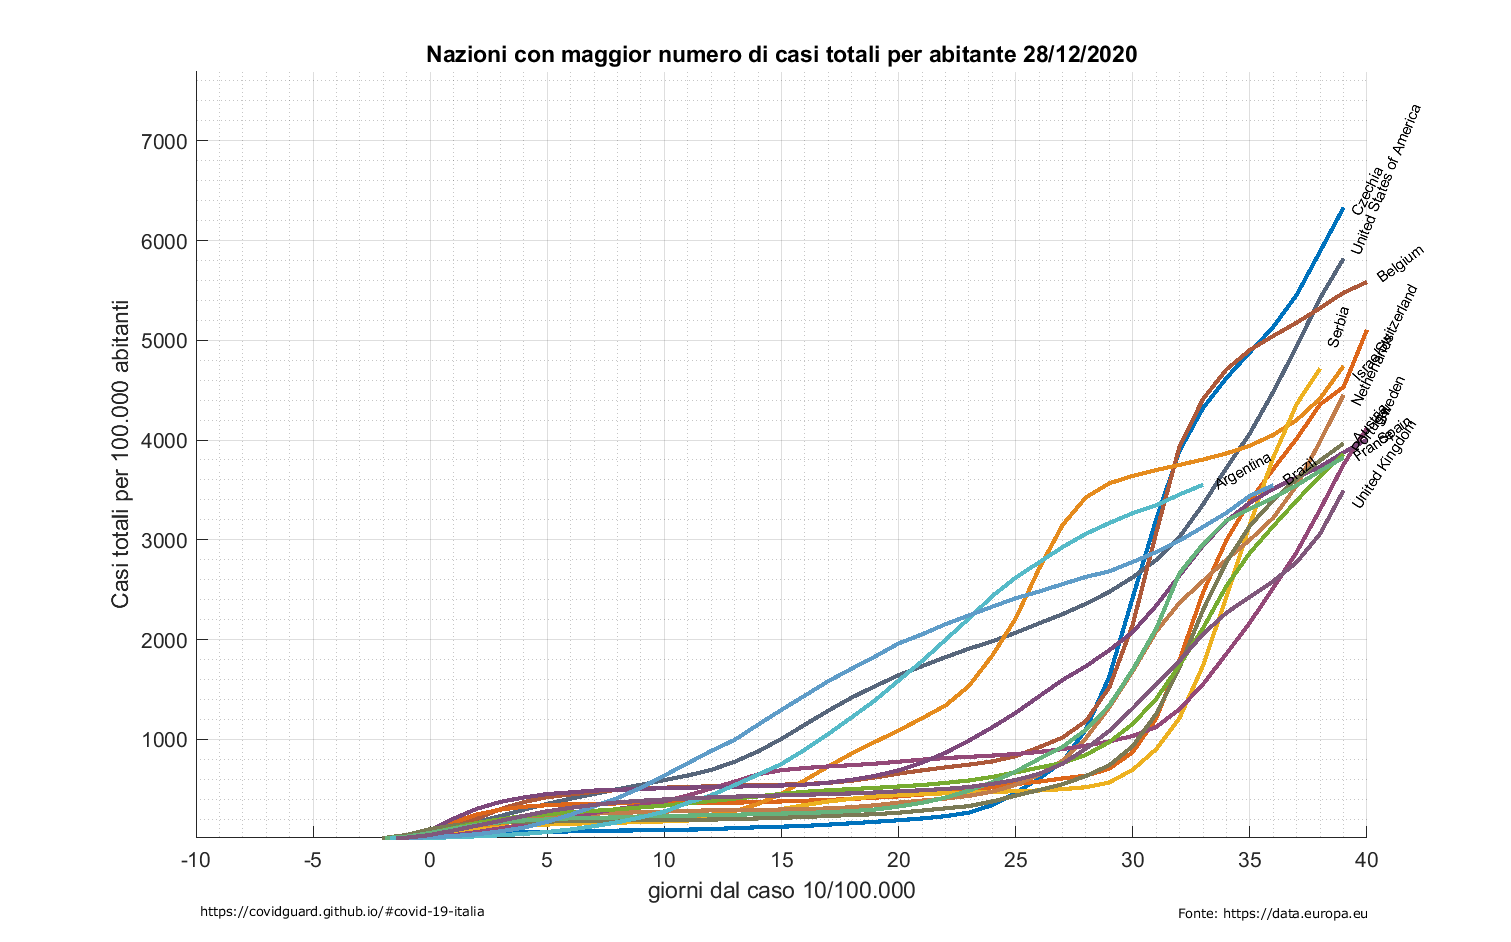 Nazioni con maggior numero di casi totali per abitante 28/12/2020
Casi totali per 100.000 abitanti
7000
6000
5000
4000
3000
2000
1000
Czechia
United States of America
Belgium
Serbia
Switzerland
Israel
Netherlands
Sweden
Austria
Portugal
Spain
France
United Kingdom
Argentina
Brazil
-10
-5
0
5
10
15
20
25
30
35
40
giorni dal caso 10/100.000
https://covidguard.github.io/#covid-19-italia
Fonte: https://data.europa.eu